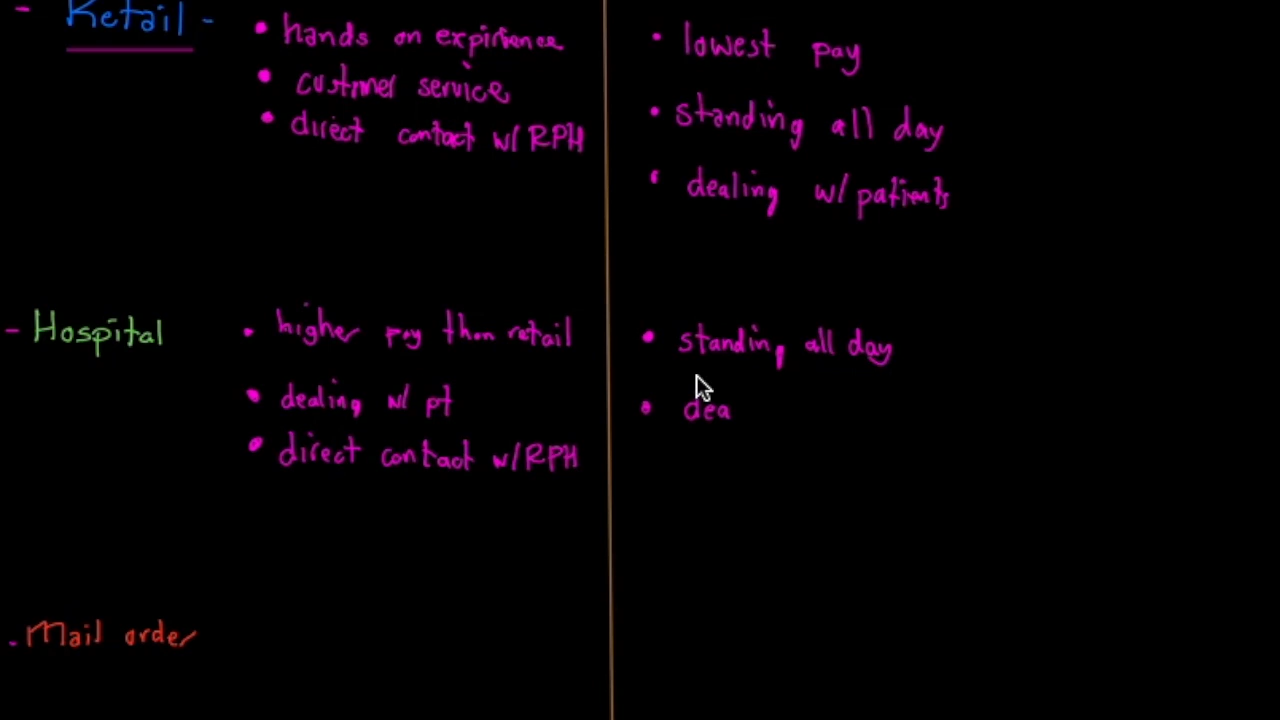 - Retail -
• hands on expirience
• customer service
• direct contact w/ RPH
• lowest pay
• standing all day
• dealing w/ patients
- Hospital
• higher pay than retail
• dealing w/ pt
• direct contact w/ RPH
• standing all day
• dea
- Mail order